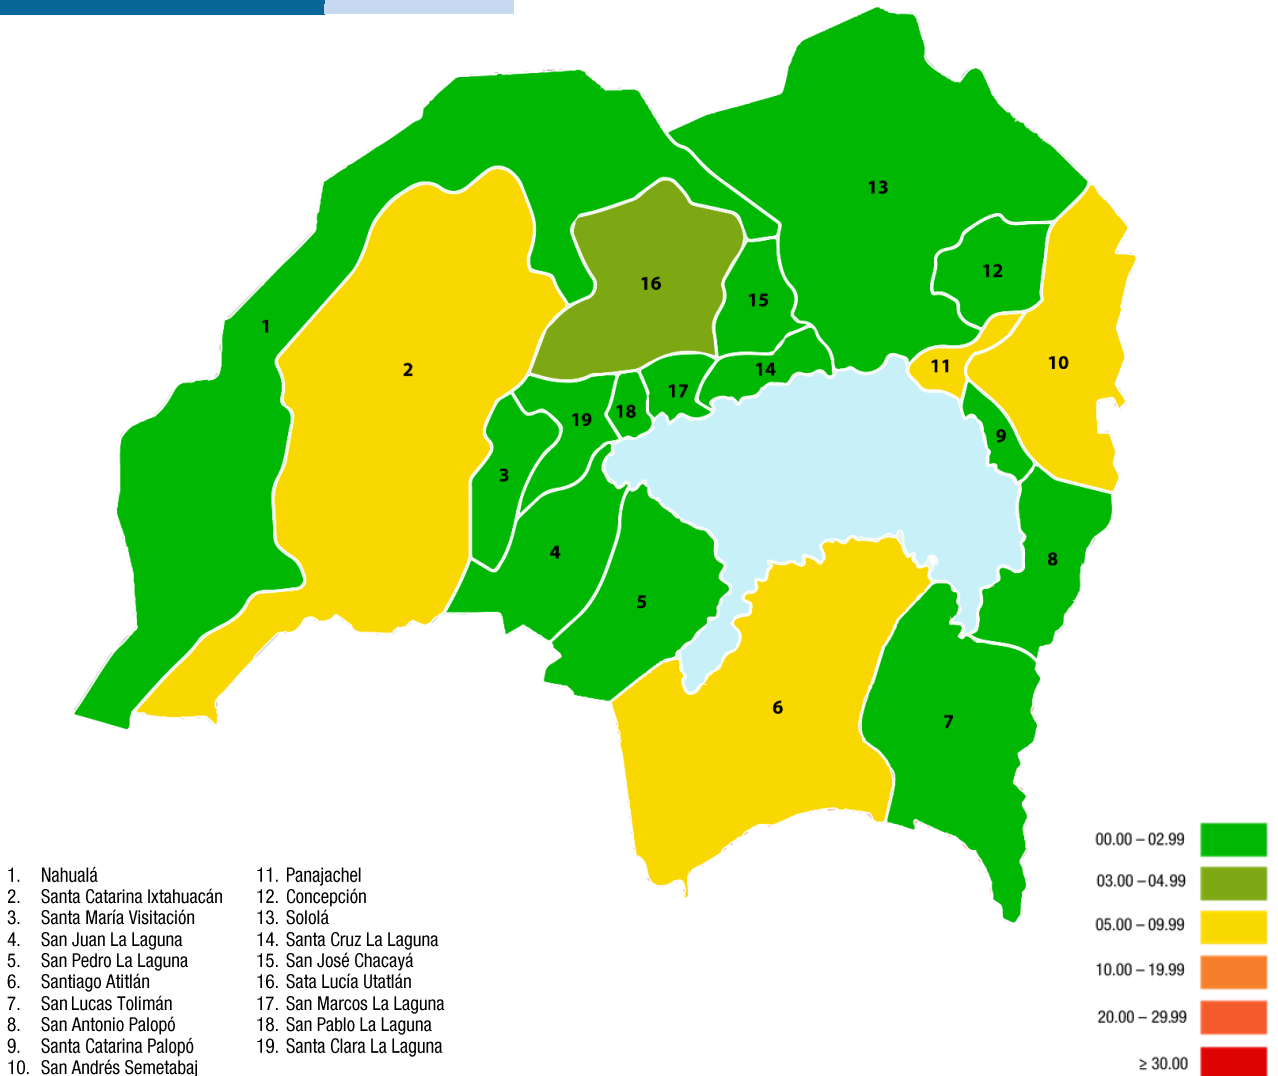 13
12
16
15
1
2
14
11
10
17
18
19
9
3
4
8
5
6
7
00.00 – 02.99
03.00 – 04.99
05.00 – 09.99
10.00 – 19.99
20.00 – 29.99
≥ 30.00
1. Nahualá
2. Santa Catarina Ixtahuacán
3. Santa María Visitación
4. San Juan La Laguna
5. San Pedro La Laguna
6. Santiago Atitlán
7. San Lucas Tolimán
8. San Antonio Palopó
9. Santa Catarina Palopó
10. San Andrés Semetabaj
11. Panajachel
12. Concepción
13. Sololá
14. Santa Cruz La Laguna
15. San José Chacayá
16. Sata Lucía Utatlán
17. San Marcos La Laguna
18. San Pablo La Laguna
19. Santa Clara La Laguna